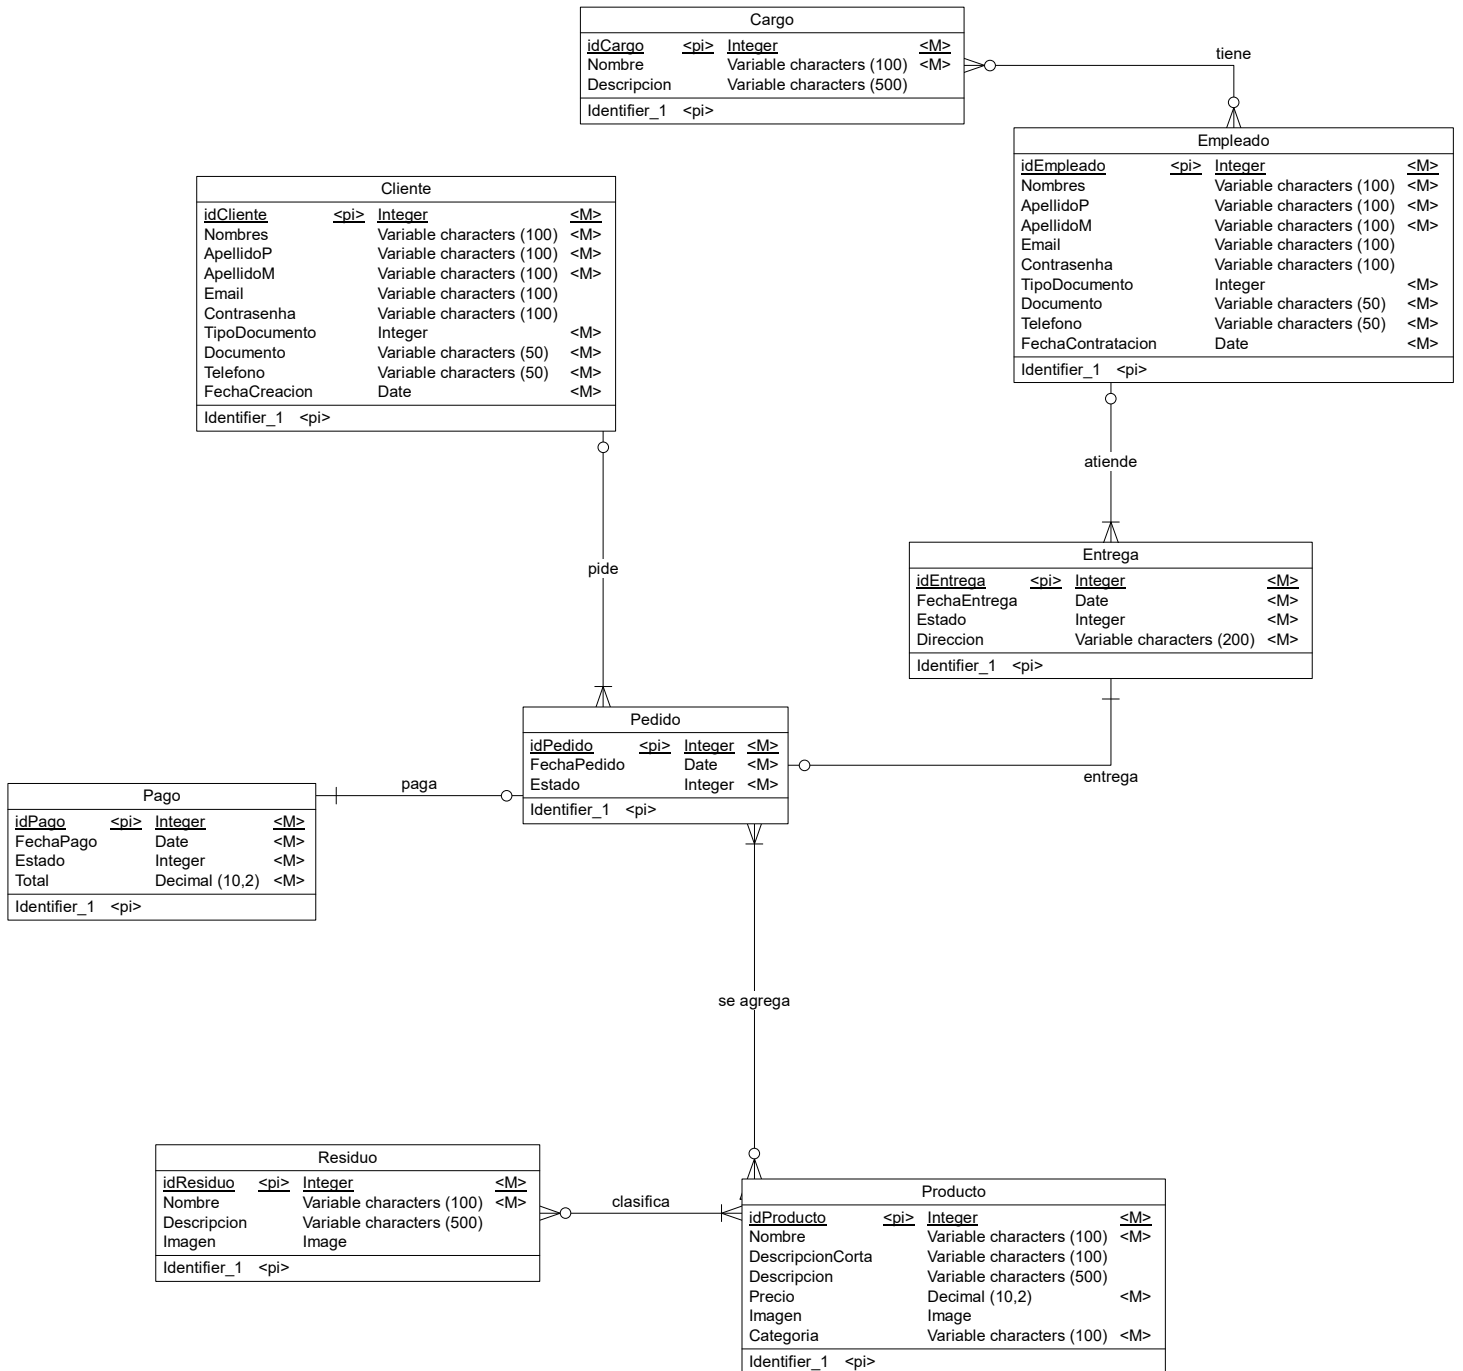 Cargo
idCargo <pi> Integer <M>
Nombre Variable characters (100) <M>
Descripcion Variable characters (500)
Identifier_1 <pi>
tiene
Empleado
idEmpleado <pi> Integer <M>
Nombres Variable characters (100) <M>
ApellidoP Variable characters (100) <M>
ApellidoM Variable characters (100) <M>
Email Variable characters (100)
Contrasenha Variable characters (100)
TipoDocumento Integer <M>
Documento Variable characters (50) <M>
Telefono Variable characters (50) <M>
FechaContratacion Date <M>
Identifier_1 <pi>
Cliente
idCliente <pi> Integer <M>
Nombres Variable characters (100) <M>
ApellidoP Variable characters (100) <M>
ApellidoM Variable characters (100) <M>
Email Variable characters (100)
Contrasenha Variable characters (100)
TipoDocumento Integer <M>
Documento Variable characters (50) <M>
Telefono Variable characters (50) <M>
FechaCreacion Date <M>
Identifier_1 <pi>
atiende
pide
Entrega
idEntrega <pi> Integer <M>
FechaEntrega Date <M>
Estado Integer <M>
Direccion Variable characters (200) <M>
Identifier_1 <pi>
entrega
Pedido
idPedido <pi> Integer <M>
FechaPedido Date <M>
Estado Integer <M>
Identifier_1 <pi>
paga
Pago
idPago <pi> Integer <M>
FechaPago Date <M>
Estado Integer <M>
Total Decimal (10,2) <M>
Identifier_1 <pi>
se agrega
Residuo
idResiduo <pi> Integer <M>
Nombre Variable characters (100) <M>
Descripcion Variable characters (500)
Imagen Image
Identifier_1 <pi>
clasifica
Producto
idProducto <pi> Integer <M>
Nombre Variable characters (100) <M>
DescripcionCorta Variable characters (100)
Descripcion Variable characters (500)
Precio Decimal (10,2) <M>
Imagen Image
Categoria Variable characters (100) <M>
Identifier_1 <pi>